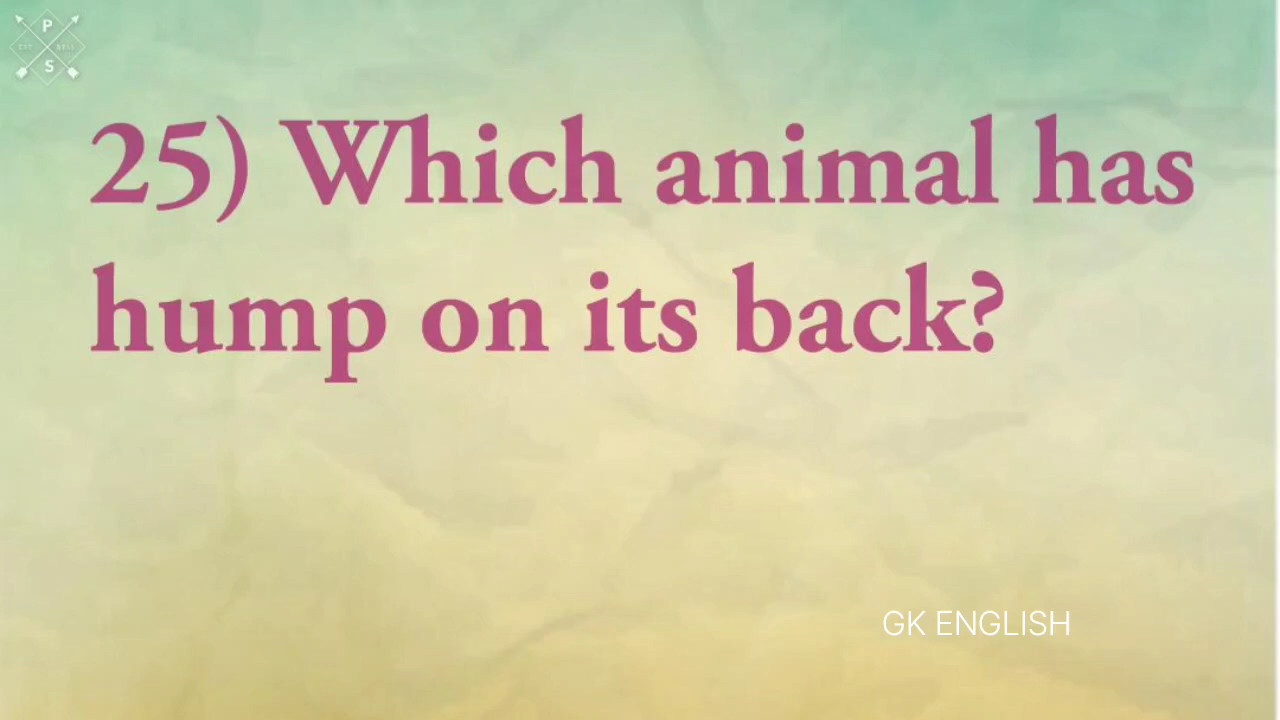 P
S
25) Which animal has
hump on its back?
GK ENGLISH